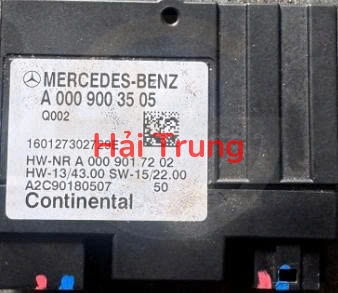 MERCEDES-BENZ
A 000 900 35 05
Q002
Hải Trung
HW-NR A 000 901 72 02
HW-13/43.00 SW-15/22.00
A2C90180507 50
Continental